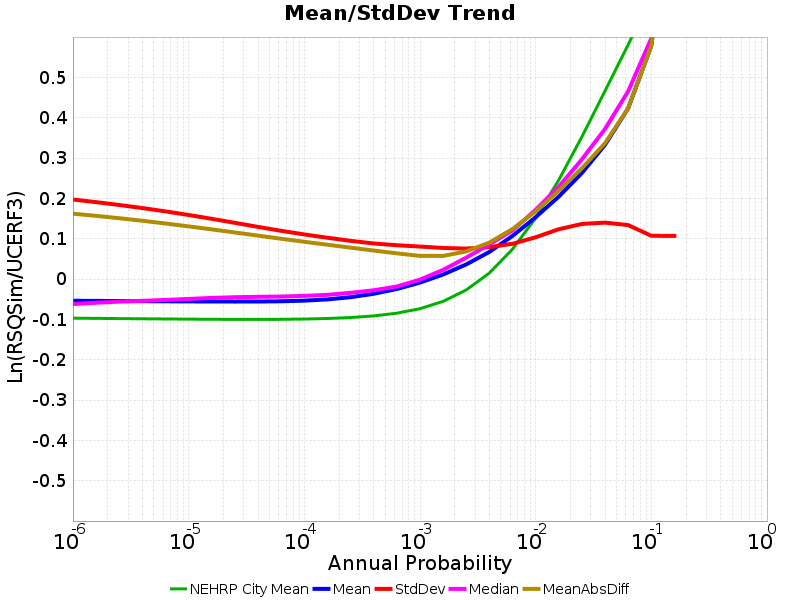 Mean/StdDev Trend
Ln(RSQSim/UCERF3)
0.5
0.4
0.3
0.2
0.1
0
-0.1
-0.2
-0.3
-0.4
-0.5
10^-6 10^-5 10^-4 10^-3 10^-2 10^-1 10^0
Annual Probability
NEHRP City Mean Mean StdDev Median MeanAbsDiff